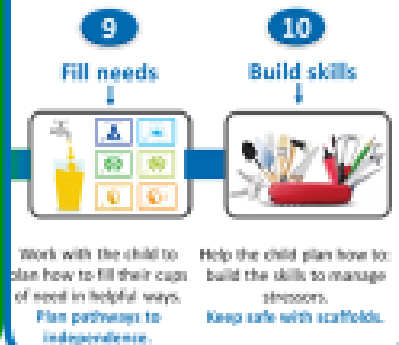 9
Fill needs
Work with the child to
plan how to fill their cups
of need in helpful ways.
Plan pathways to
independence.
10
Build skills
Help the child plan how to
build the skills to manage
stressors.
Keep safe with scaffolds.